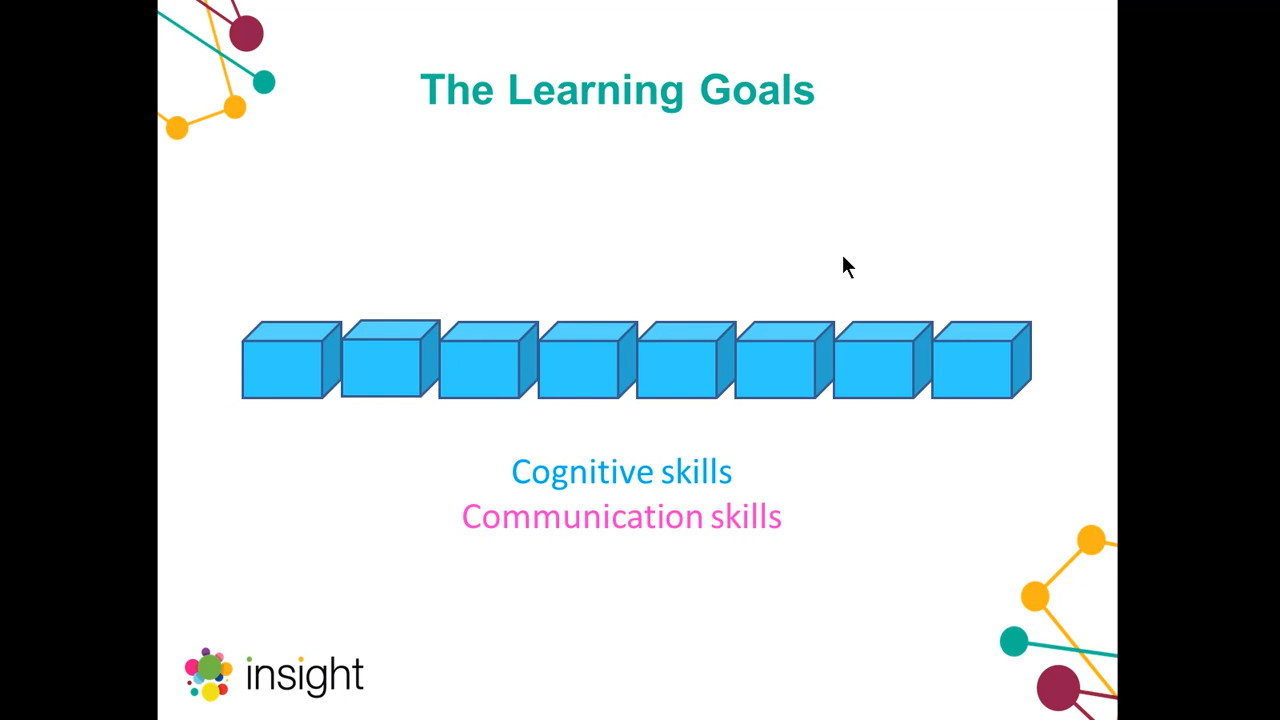 The Learning Goals
Cognitive skills
Communication skills
insight